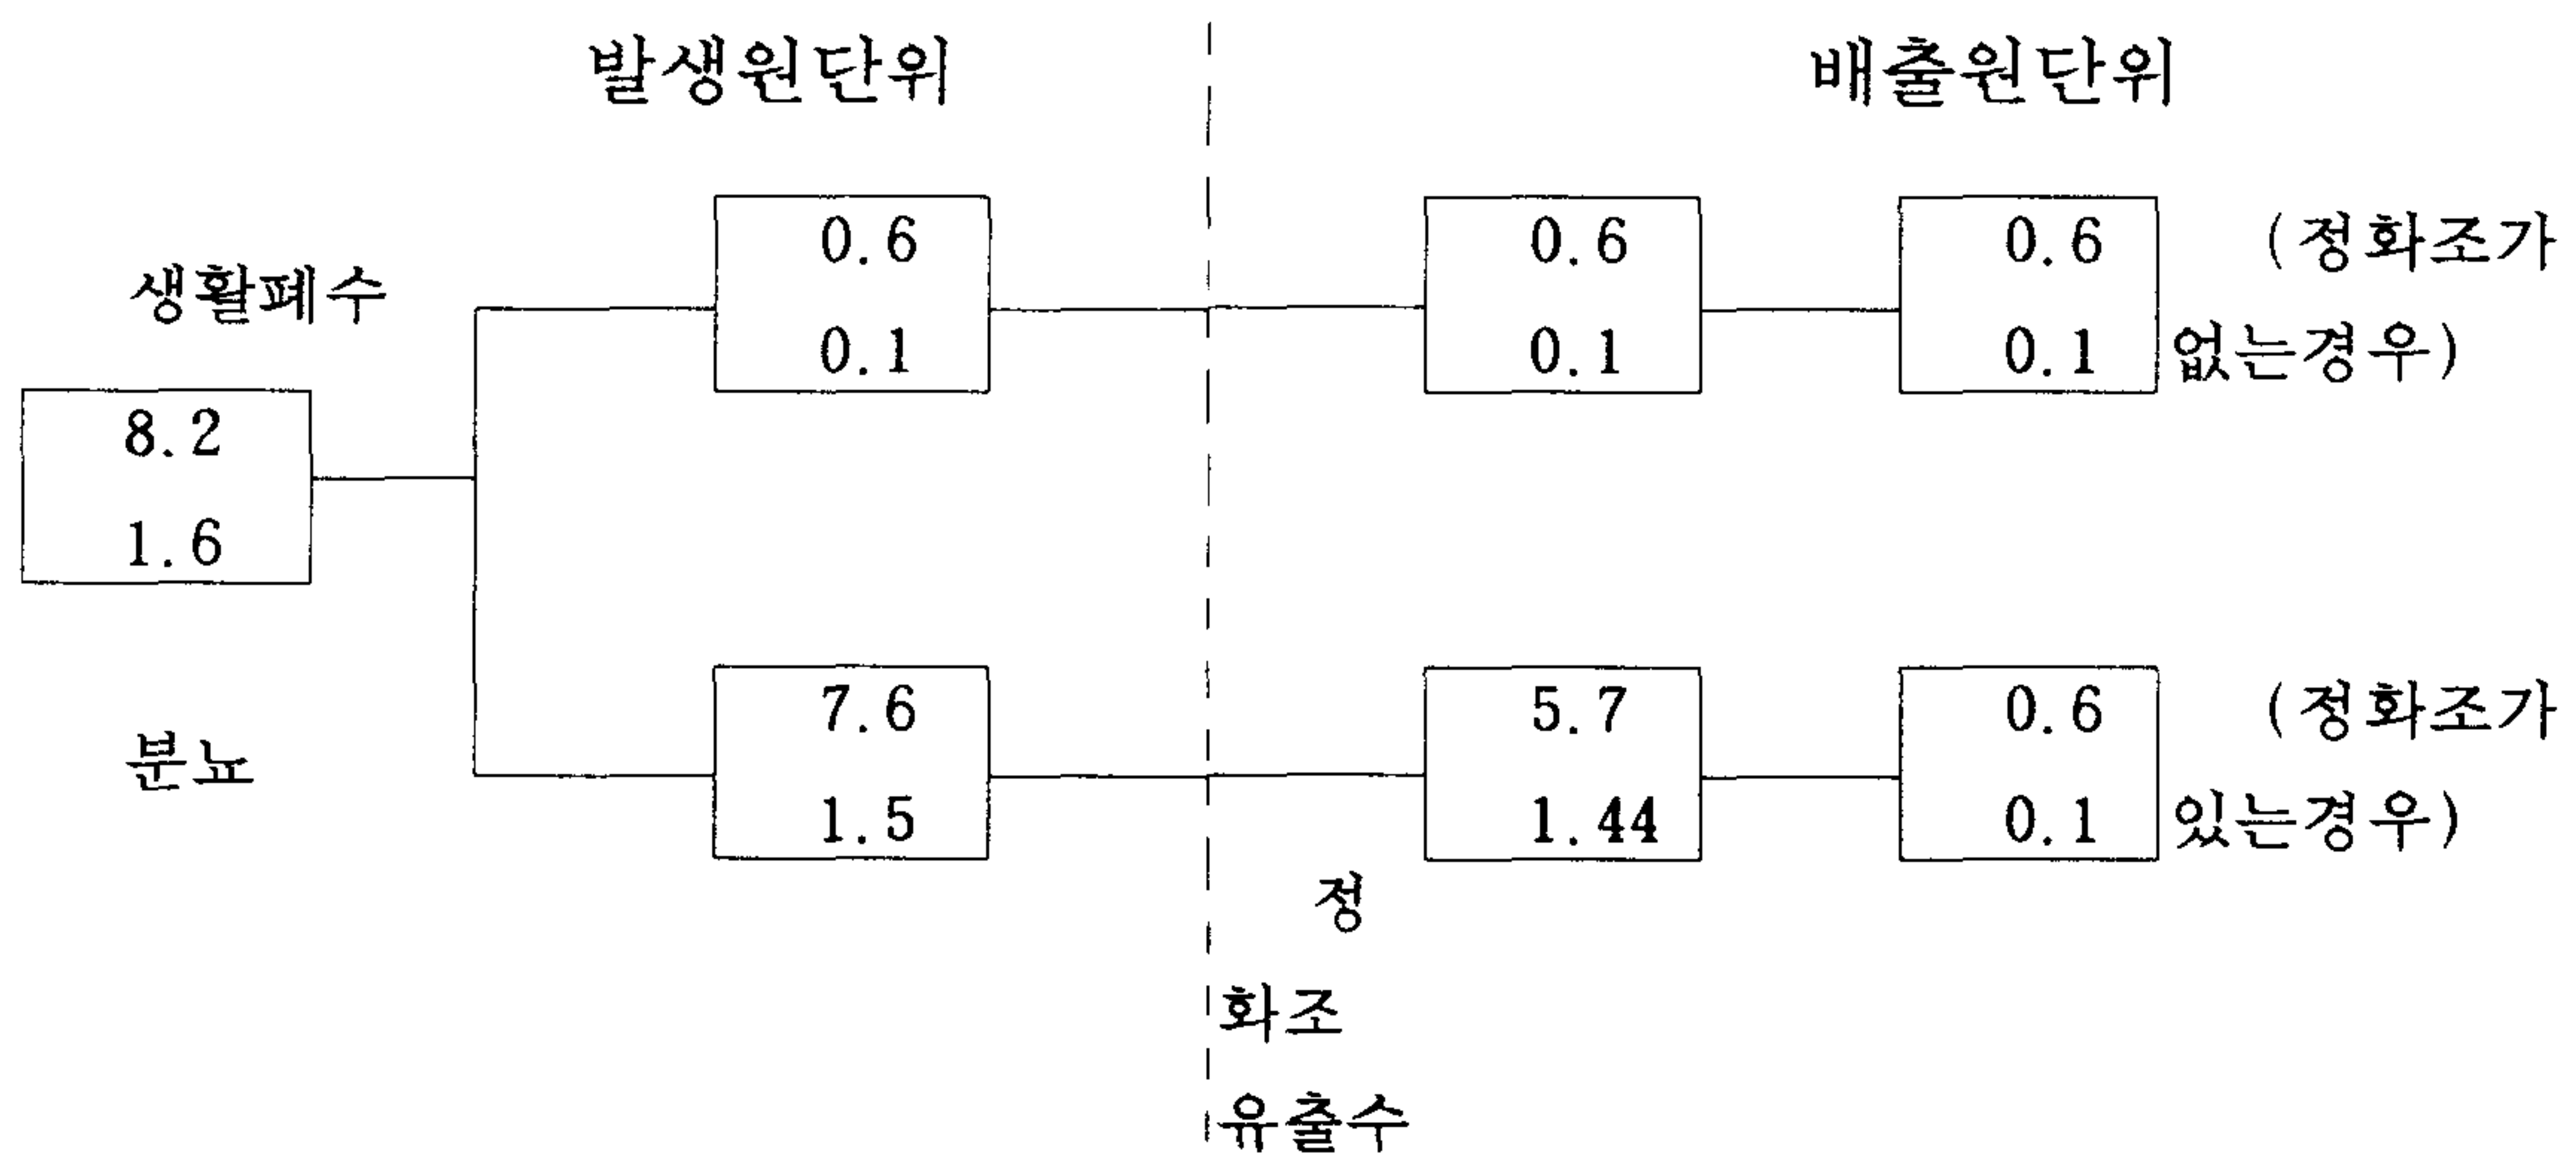 발생원단위 배출원단위
0.6 0.6 0.6 (정화조가
생활폐수
0.1 0.1 0.1 없는경우)
8.2
1.6
7.6 5.7 0.6 (정화조가
분뇨
1.5 1.44 0.1 있는경우)
정
화조
유출수